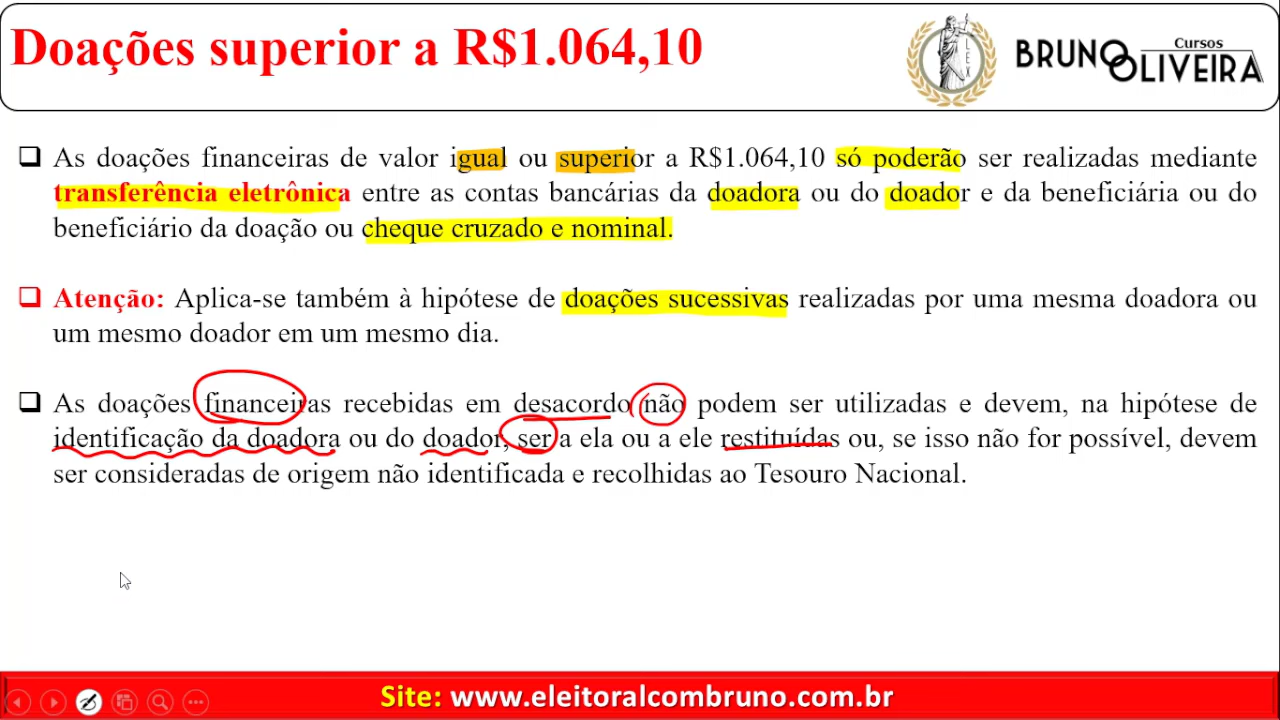 Doações superior a R$1.064,10
Cursos
BRUNO OLIVEIRA
LEX
As doações financeiras de valor igual ou superior a R$1.064,10 só poderão ser realizadas mediante
transferência eletrônica entre as contas bancárias da doadora ou do doador e da beneficiária ou do
beneficiário da doação ou cheque cruzado e nominal.
Atenção: Aplica-se também à hipótese de doações sucessivas realizadas por uma mesma doadora ou
um mesmo doador em um mesmo dia.
As doações financeiras recebidas em desacordo não podem ser utilizadas e devem, na hipótese de
identificação da doadora ou do doador, ser a ela ou a ele restituídas ou, se isso não for possível, devem
ser consideradas de origem não identificada e recolhidas ao Tesouro Nacional.
Site: www.eleitoralcombruno.com.br